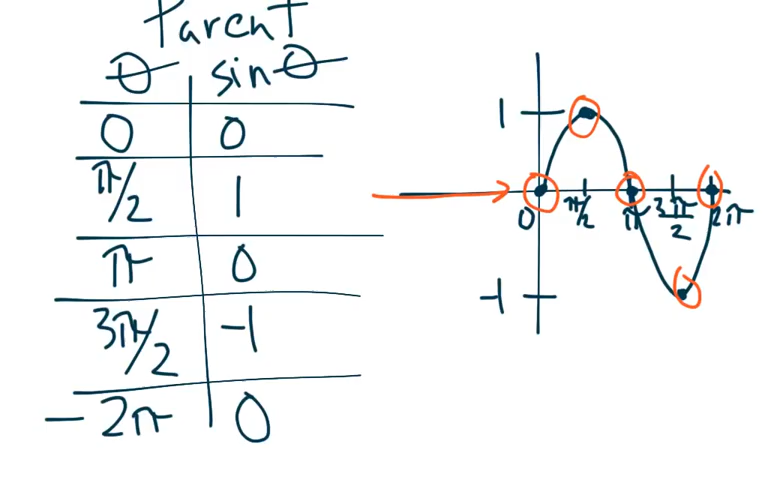 Parent
θ sinθ
0 0
π/2 1
π 0
3π/2 -1
-2π 0
1
0 π/2 π 3π/2 2π
-1